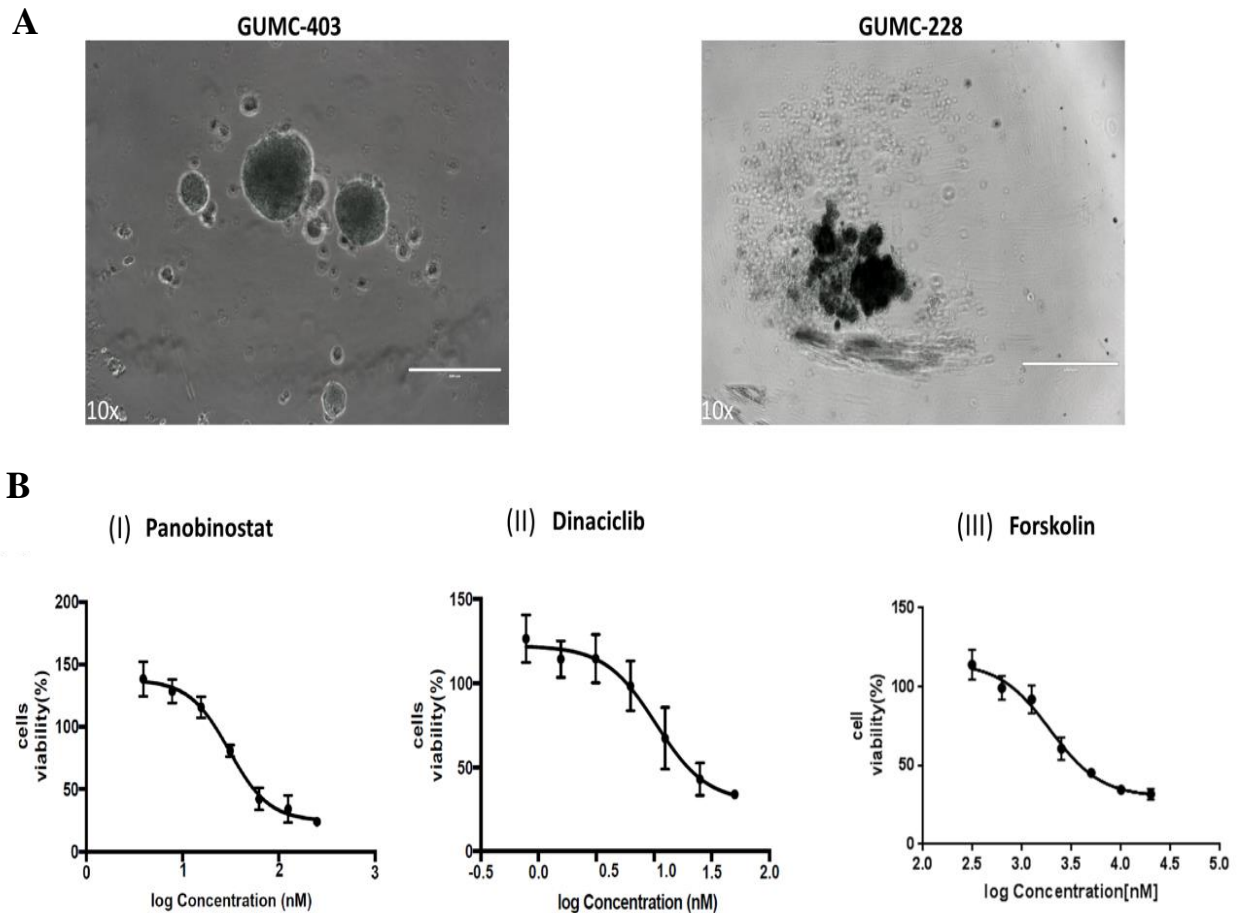 A
GUMC-403
GUMC-228
10x
10x
B
(I) Panobinostat
(II) Dinaciclib
(III) Forskolin
200
150
100
50
0
cells
viability(%)
0
1
2
3
log Concentration (nM)
150
100
50
0
cells
viability(%)
-0.5
0.0
0.5
1.0
1.5
2.0
log Concentration (nM)
150
100
50
0
cell
viability(%)
2.0
2.5
3.0
3.5
4.0
4.5
5.0
log Concentration[nM]